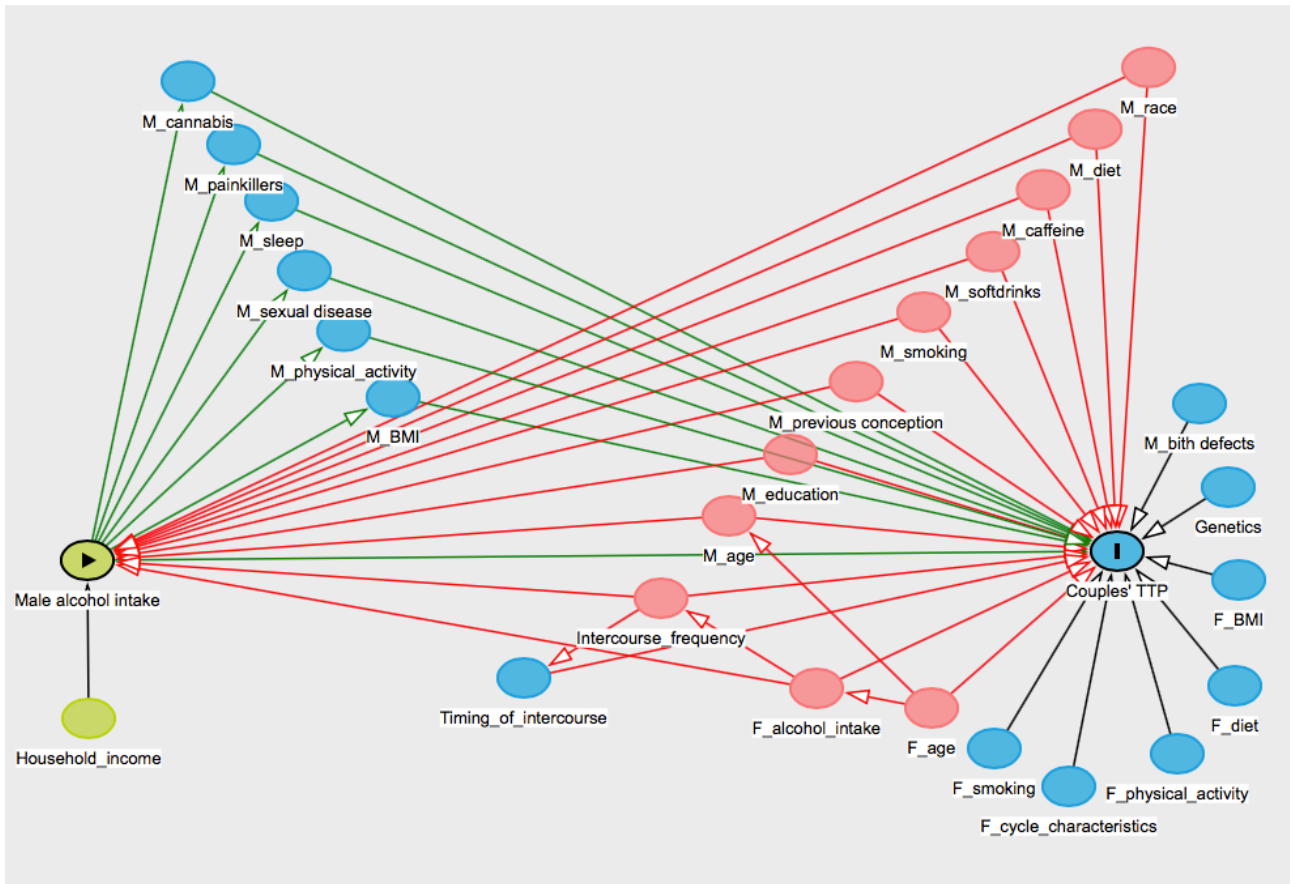 M_race
M_cannabis
M_diet
M_painkillers
M_caffeine
M_sleep
M_softdrinks
M_sexual disease
M_smoking
M_physical_activity
M_previous conception
M_BMI
M_bith defects
M_education
Genetics
M_age
Couples' TTP
Male alcohol intake
F_BMI
Intercourse_frequency
Timing_of_intercourse
F_alcohol_intake
F_diet
F_age
Household_income
F_smoking
F_physical_activity
F_cycle_characteristics